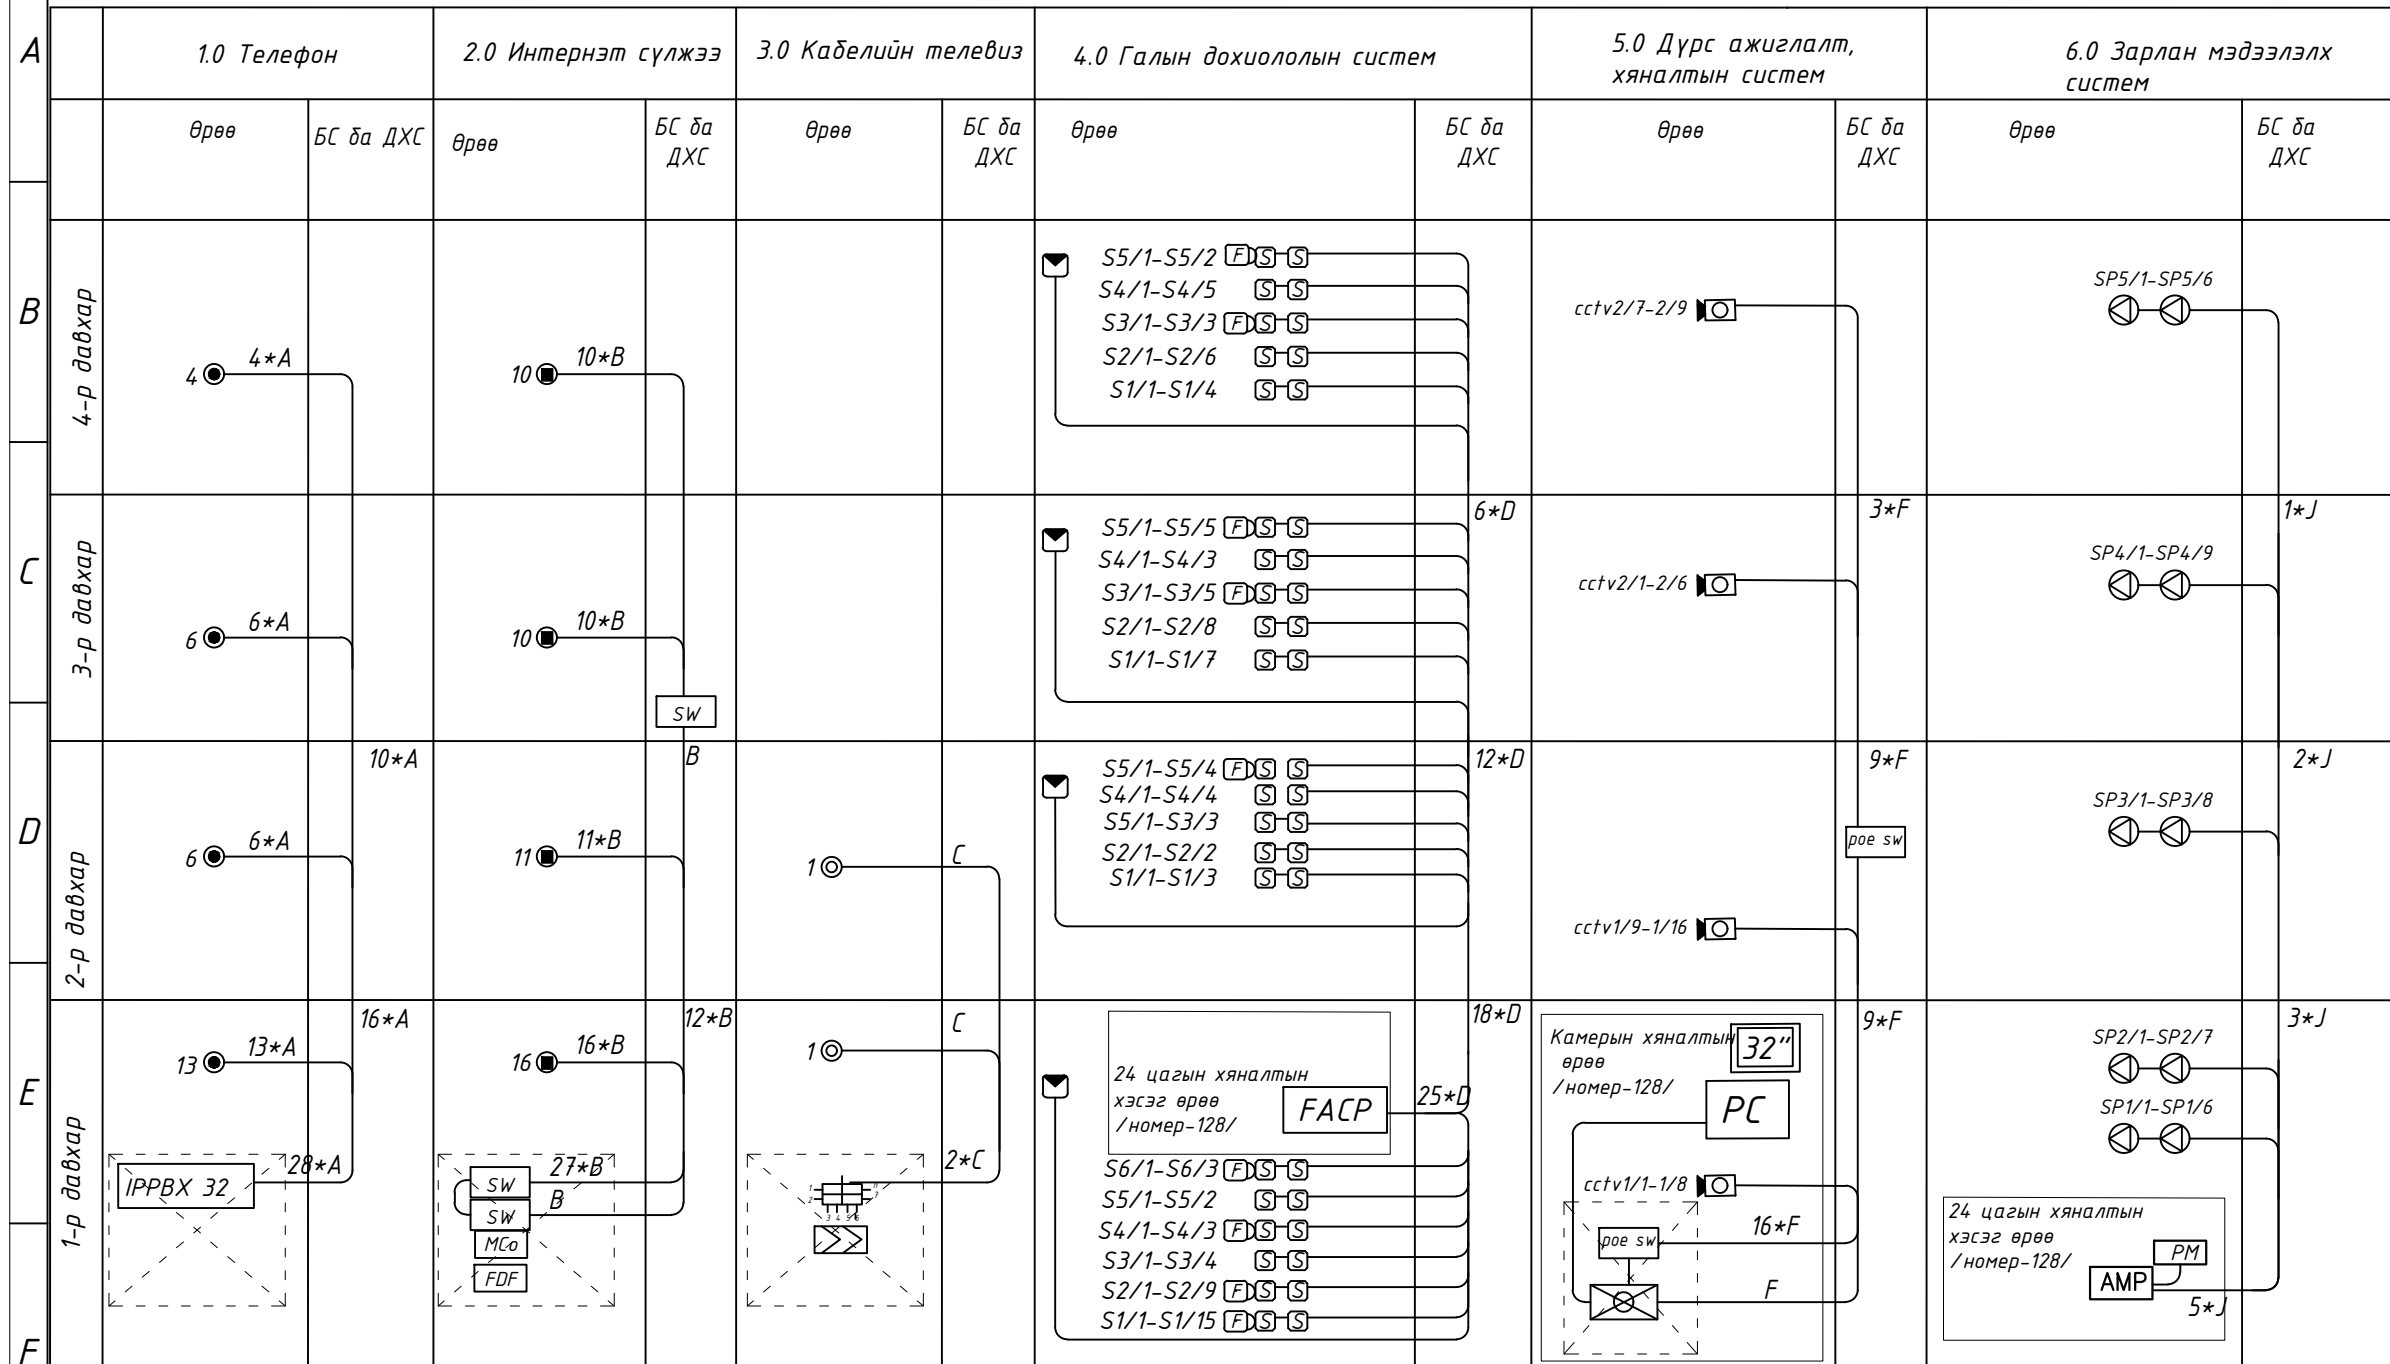 A
1.0 Телефон
2.0 Интернэт сүлжээ
3.0 Кабелийн телевиз
4.0 Галын дохиололын систем
5.0 Дүрс ажиглалт,
хяналтын систем
6.0 Зарлан мэдээлэлх
систем
Өрөө
БС ба ДХС
Өрөө
БС ба
ДХС
Өрөө
БС ба
ДХС
Өрөө
БС ба
ДХС
Өрөө
БС ба
ДХС
Өрөө
БС ба
ДХС
B
4-р давхар
4
4*A
10
10*B
S5/1-S5/2 F S S
S4/1-S4/5 S S
S3/1-S3/3 F S S
S2/1-S2/6 S S
S1/1-S1/4 S S
cctv2/7-2/9
SP5/1-SP5/6
C
3-р давхар
6
6*A
10
10*B
SW
S5/1-S5/5 F S S
S4/1-S4/3 S S
S3/1-S3/5 F S S
S2/1-S2/8 S S
S1/1-S1/7 S S
6*D
cctv2/1-2/6
3*F
SP4/1-SP4/9
1*J
D
2-р давхар
6
6*A
10*A
11
11*B
B
1
C
S5/1-S5/4 F S S
S4/1-S4/4 S S
S5/1-S3/3 S S
S2/1-S2/2 S S
S1/1-S1/3 S S
12*D
cctv1/9-1/16
9*F
poe sw
SP3/1-SP3/8
2*J
E
1-р давхар
13
13*A
16*A
IPPBX 32
28*A
16
16*B
12*B
SW
27*B
SW
B
MCo
FDF
1
C
2*C
1
2
3 4 5 6
7
24 цагын хяналтын
хэсэг өрөө
/номер-128/
FACP
25*D
18*D
S6/1-S6/3 F S S
S5/1-S5/2 S S
S4/1-S4/3 F S S
S3/1-S3/4 S S
S2/1-S2/9 F S S
S1/1-S1/15 F S S
Камерын хяналтын
өрөө
/номер-128/
32"
PC
9*F
cctv1/1-1/8
poe sw
16*F
F
SP2/1-SP2/7
SP1/1-SP1/6
3*J
24 цагын хяналтын
хэсэг өрөө
/номер-128/
PM
AMP
5*J
F